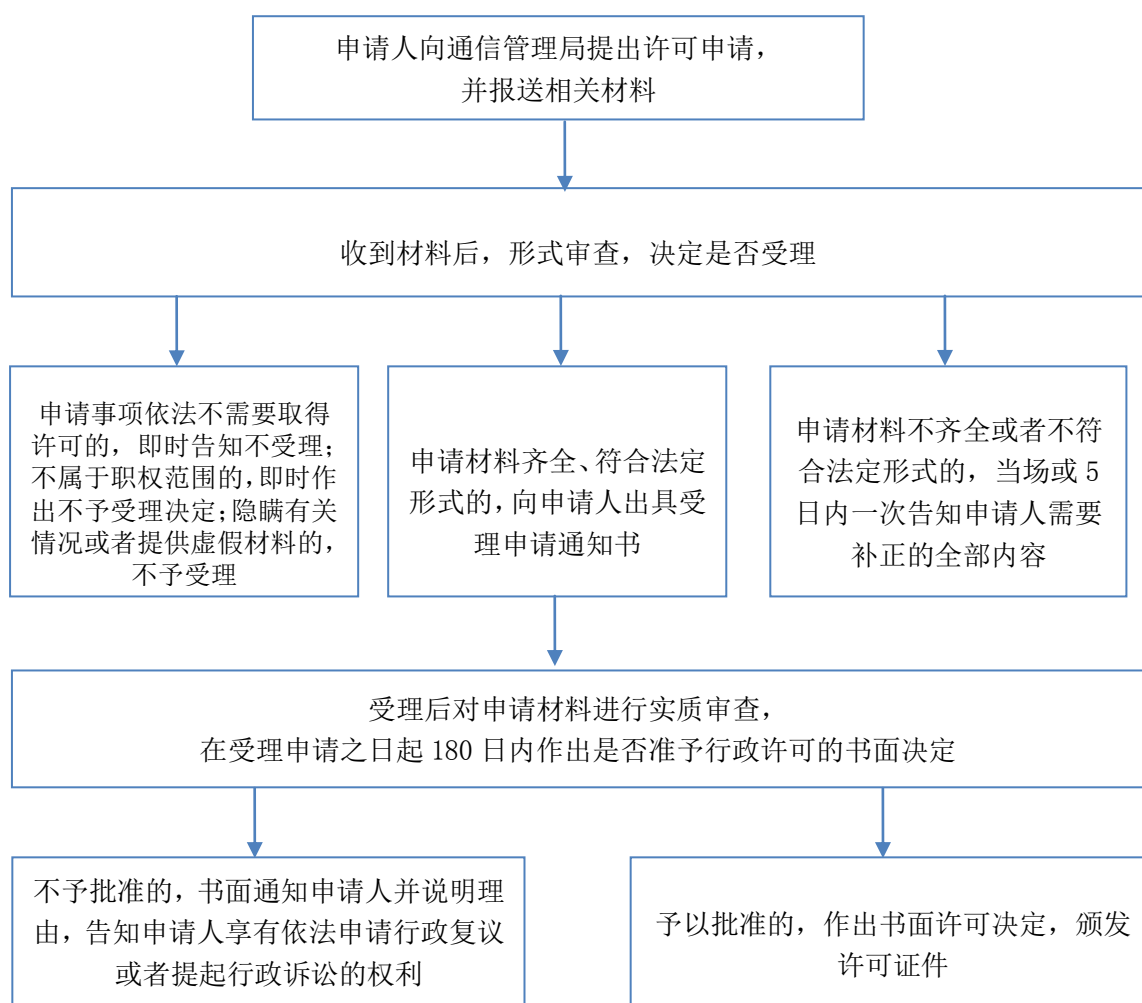 申请人向通信管理局提出许可申请，
并报送相关材料
收到材料后，形式审查，决定是否受理
申请事项依法不需要取得
许可的，即时告知不受理；
不属于职权范围的，即时作
出不予受理决定；隐瞒有关
情况或者提供虚假材料的，
不予受理
申请材料齐全、符合法定
形式的，向申请人出具受
理申请通知书
申请材料不齐全或者不符
合法定形式的，当场或 5
日内一次告知申请人需要
补正的全部内容
受理后对申请材料进行实质审查，
在受理申请之日起 180 日内作出是否准予行政许可的书面决定
不予批准的，书面通知申请人并说明理
由，告知申请人享有依法申请行政复议
或者提起行政诉讼的权利
予以批准的，作出书面许可决定，颁发
许可证件